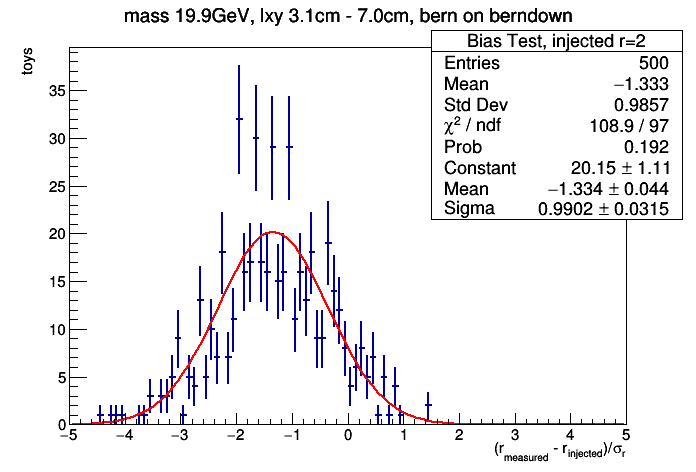 mass 19.9GeV, lxy 3.1cm - 7.0cm, bern on berndown
Bias Test, injected r=2
Entries 500
Mean −1.333
Std Dev 0.9857
χ² / ndf 108.9 / 97
Prob 0.192
Constant 20.15 ± 1.11
Mean −1.334 ± 0.044
Sigma 0.9902 ± 0.0315
toys
35
30
25
20
15
10
5
0
−5 −4 −3 −2 −1 0 1 2 3 4 5
(r_measured - r_injected)/σ_r